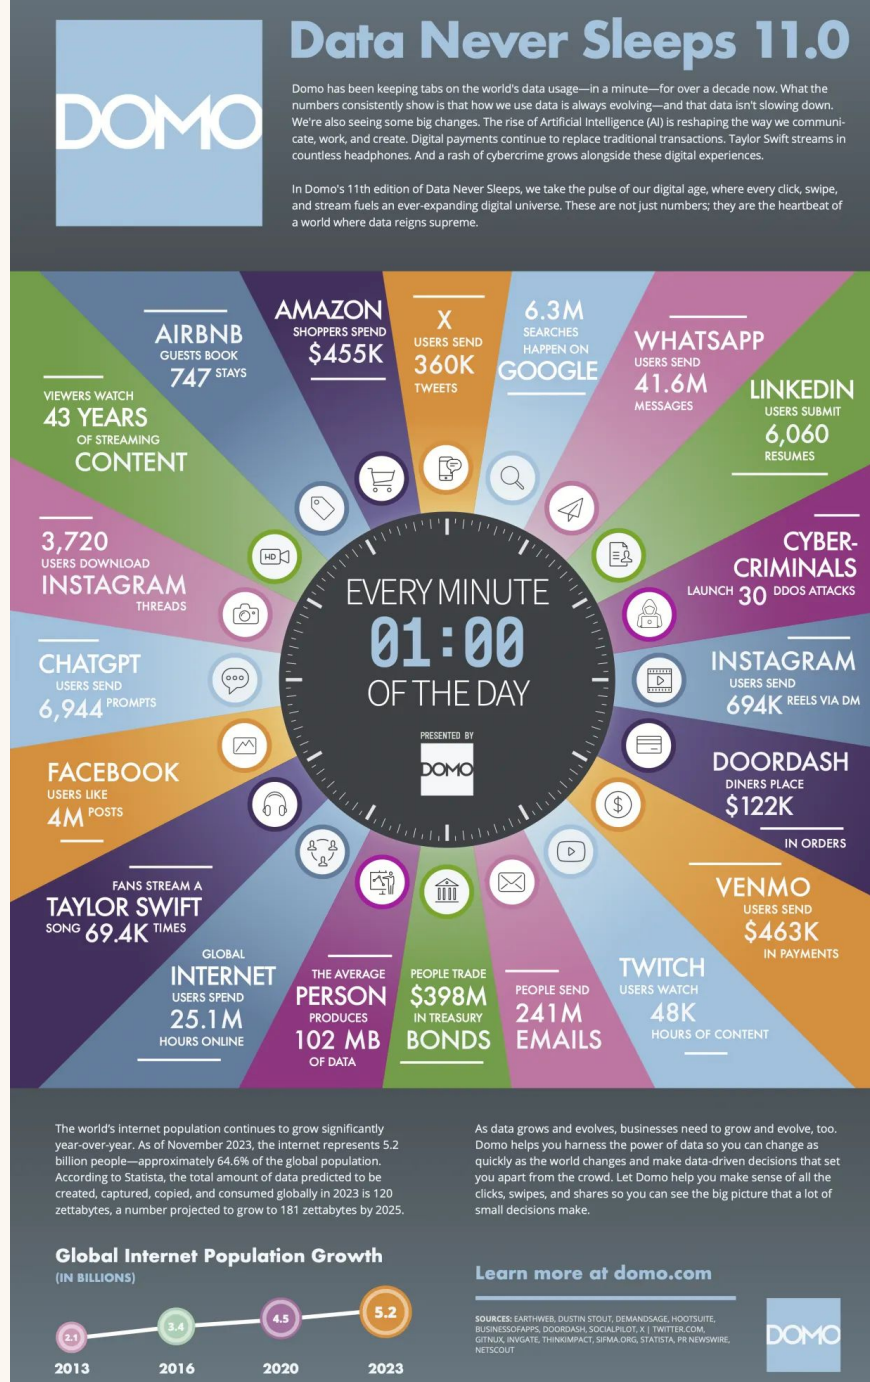 DOMO
Data Never Sleeps 11.0
Domo has been keeping tabs on the world's data usage—in a minute—for over a decade now. What the
numbers consistently show is that how we use data is always evolving—and that data isn't slowing down.
We're also seeing some big changes. The rise of Artificial Intelligence (AI) is reshaping the way we communi-
cate, work, and create. Digital payments continue to replace traditional transactions. Taylor Swift streams in
countless headphones. And a rash of cybercrime grows alongside these digital experiences.
In Domo's 11th edition of Data Never Sleeps, we take the pulse of our digital age, where every click, swipe,
and stream fuels an ever-expanding digital universe. These are not just numbers; they are the heartbeat of
a world where data reigns supreme.
AIRBNB
GUESTS BOOK
747 STAYS
AMAZON
SHOPPERS SPEND
$455K
X
USERS SEND
360K
TWEETS
6.3M
SEARCHES
HAPPEN ON
GOOGLE
WHATSAPP
USERS SEND
41.6M
MESSAGES
LINKEDIN
USERS SUBMIT
6,060
RESUMES
CYBER-
CRIMINALS
LAUNCH 30 DDOS ATTACKS
INSTAGRAM
USERS SEND
694K REELS VIA DM
DOORDASH
DINERS PLACE
$122K
IN ORDERS
VENMO
USERS SEND
$463K
IN PAYMENTS
TWITCH
USERS WATCH
48K
HOURS OF CONTENT
PEOPLE SEND
241M
EMAILS
PEOPLE TRADE
$398M
IN TREASURY
BONDS
THE AVERAGE
PERSON
PRODUCES
102 MB
OF DATA
GLOBAL
INTERNET
USERS SPEND
25.1M
HOURS ONLINE
FANS STREAM A
TAYLOR SWIFT
SONG 69.4K TIMES
FACEBOOK
USERS LIKE
4M POSTS
CHATGPT
USERS SEND
6,944 PROMPTS
3,720
USERS DOWNLOAD
INSTAGRAM
THREADS
VIEWERS WATCH
43 YEARS
OF STREAMING
CONTENT
HD
EVERY MINUTE
01:00
OF THE DAY
PRESENTED BY
DOMO
The world's internet population continues to grow significantly
year-over-year. As of November 2023, the internet represents 5.2
billion people—approximately 64.6% of the global population.
According to Statista, the total amount of data predicted to be
created, captured, copied, and consumed globally in 2023 is 120
zettabytes, a number projected to grow to 181 zettabytes by 2025.
Global Internet Population Growth
(IN BILLIONS)
2.1
3.4
4.5
5.2
2013
2016
2020
2023
As data grows and evolves, businesses need to grow and evolve, too.
Domo helps you harness the power of data so you can change as
quickly as the world changes and make data-driven decisions that set
you apart from the crowd. Let Domo help you make sense of all the
clicks, swipes, and shares so you can see the big picture that a lot of
small decisions make.
Learn more at domo.com
SOURCES: EARTHWEB, DUSTIN STOUT, DEMANDSAGE, HOOTSUITE,
BUSINESSOFAPPS, DOORDASH, SOCIALPILOT, X | TWITTER.COM,
GITNUX, INVGATE, THINKIMPACT, SIFMA.ORG, STATISTA, PR NEWSWIRE,
NETSCOUT
DOMO